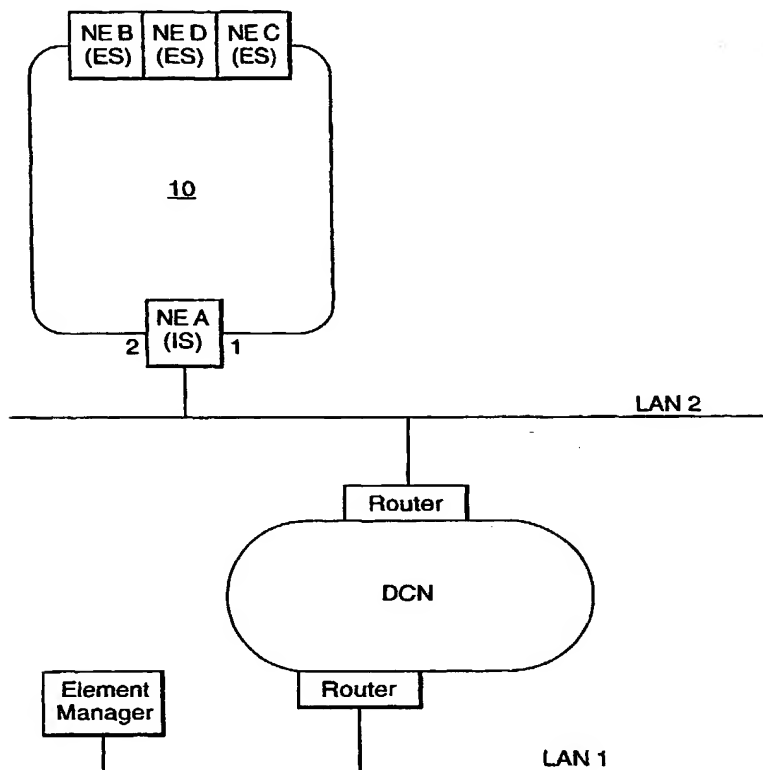 NE B NE D NE C
(ES) (ES) (ES)
10
NE A
2 (IS) 1
LAN 2
Router
DCN
Element
Manager
Router
LAN 1